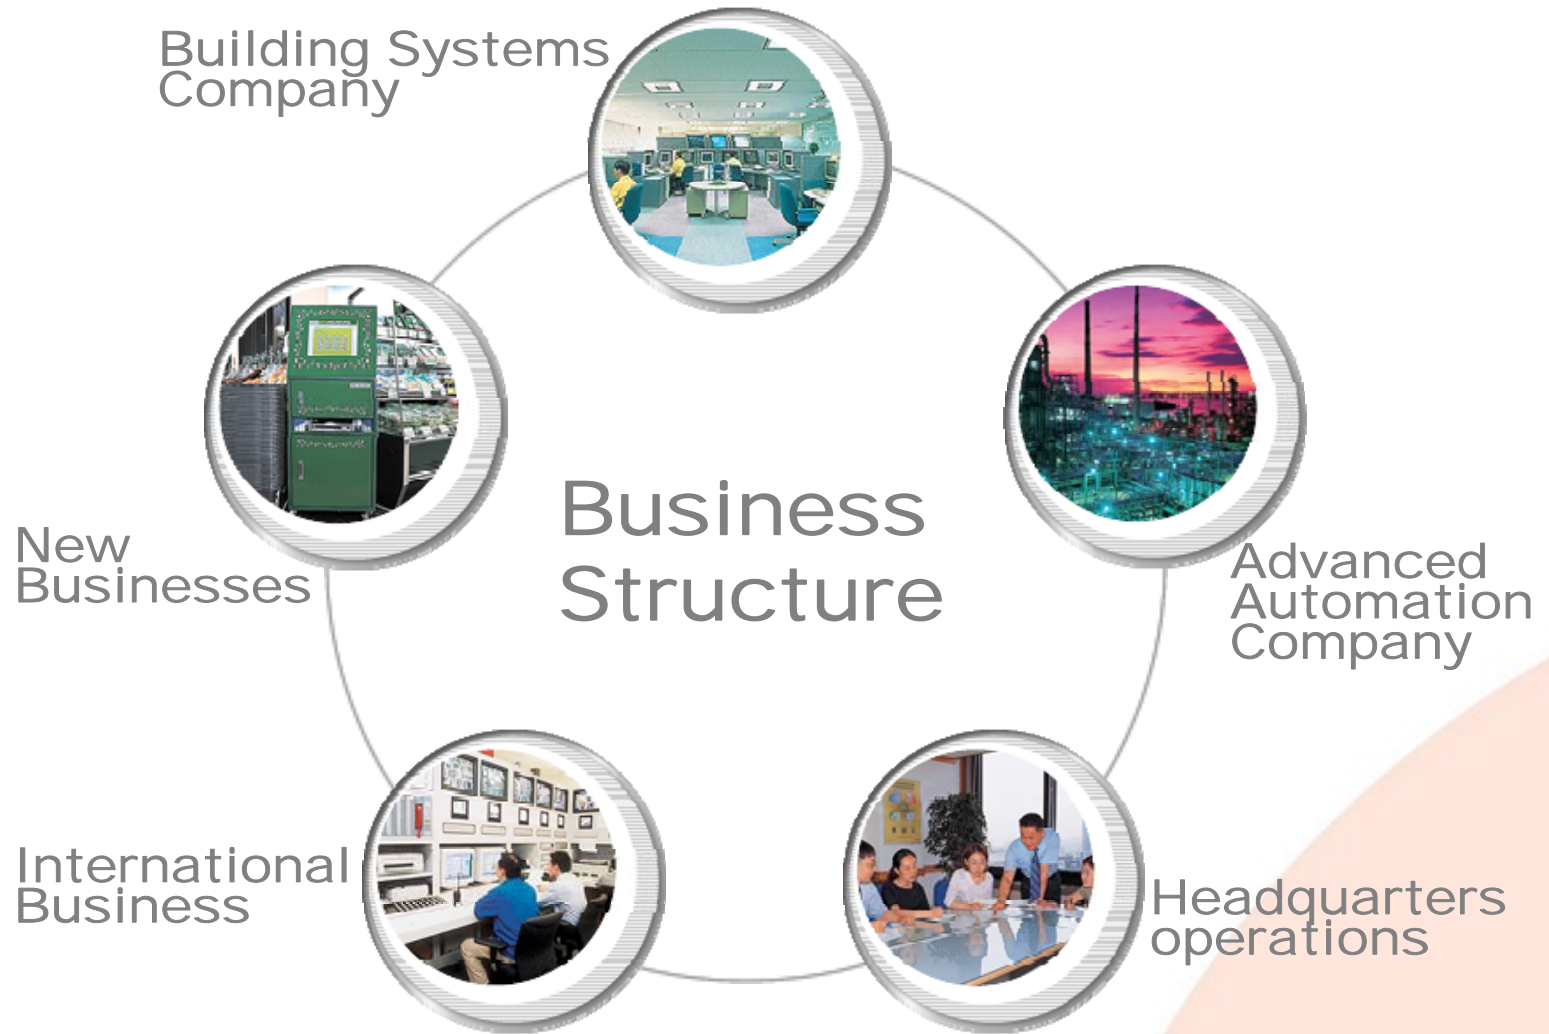 Building Systems
Company
New
Businesses
Business
Structure
Advanced
Automation
Company
International
Business
Headquarters
operations